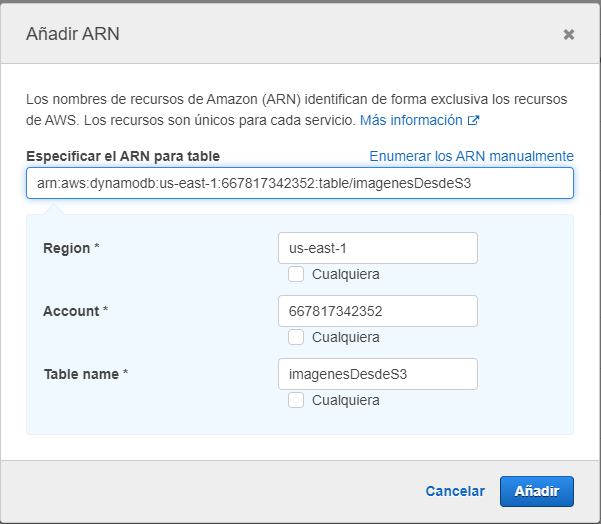 Añadir ARN
Los nombres de recursos de Amazon (ARN) identifican de forma exclusiva los recursos
de AWS. Los recursos son únicos para cada servicio. Más información
Especificar el ARN para table
Enumerar los ARN manualmente
arn:aws:dynamodb:us-east-1:667817342352:table/imagenesDesdeS3
Region *
us-east-1
Cualquiera
Account *
667817342352
Cualquiera
Table name *
imagenesDesdeS3
Cualquiera
Cancelar
Añadir